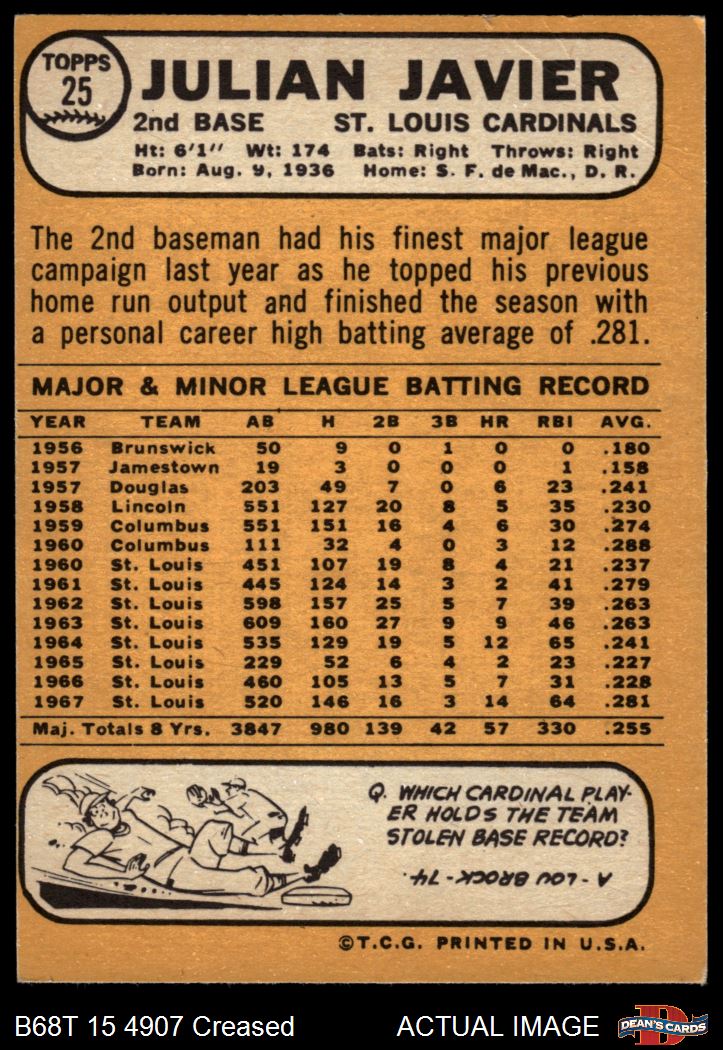 TOPPS
25
JULIAN JAVIER
2nd BASE ST. LOUIS CARDINALS
Ht: 6'1" Wt: 174 Bats: Right Throws: Right
Born: Aug. 9, 1936 Home: S. F. de Mac., D. R.
The 2nd baseman had his finest major league
campaign last year as he topped his previous
home run output and finished the season with
a personal career high batting average of .281.
MAJOR & MINOR LEAGUE BATTING RECORD
YEAR TEAM AB H 2B 3B HR RBI AVG.
1956 Brunswick 50 9 0 1 0 0 .180
1957 Jamestown 19 3 0 0 0 1 .158
1957 Douglas 203 49 7 0 6 23 .241
1958 Lincoln 551 127 20 8 5 35 .230
1959 Columbus 551 151 16 4 6 30 .274
1960 Columbus 111 32 4 0 3 12 .288
1960 St. Louis 451 107 19 8 4 21 .237
1961 St. Louis 445 124 14 3 2 41 .279
1962 St. Louis 598 157 25 5 7 39 .263
1963 St. Louis 609 160 27 9 9 46 .263
1964 St. Louis 535 129 19 5 12 65 .241
1965 St. Louis 229 52 6 4 2 23 .227
1966 St. Louis 460 105 13 5 7 31 .228
1967 St. Louis 520 146 16 3 14 64 .281
Maj. Totals 8 Yrs. 3847 980 139 42 57 330 .255
Q. WHICH CARDINAL PLAY-
ER HOLDS THE TEAM
STOLEN BASE RECORD?
A - LOU BROCK - 74.
©T.C.G. PRINTED IN U.S.A.
B68T 15 4907 Creased ACTUAL IMAGE
D
DEAN'S CARDS